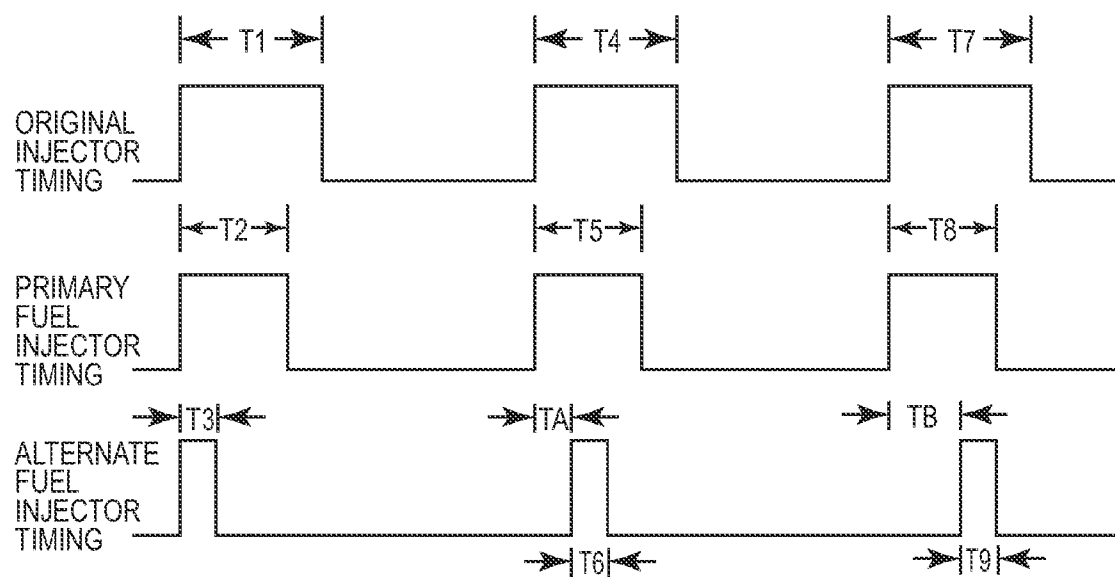 T1
T4
T7
ORIGINAL
INJECTOR
TIMING
T2
T5
T8
PRIMARY
FUEL
INJECTOR
TIMING
T3
TA
TB
ALTERNATE
FUEL
INJECTOR
TIMING
T6
T9